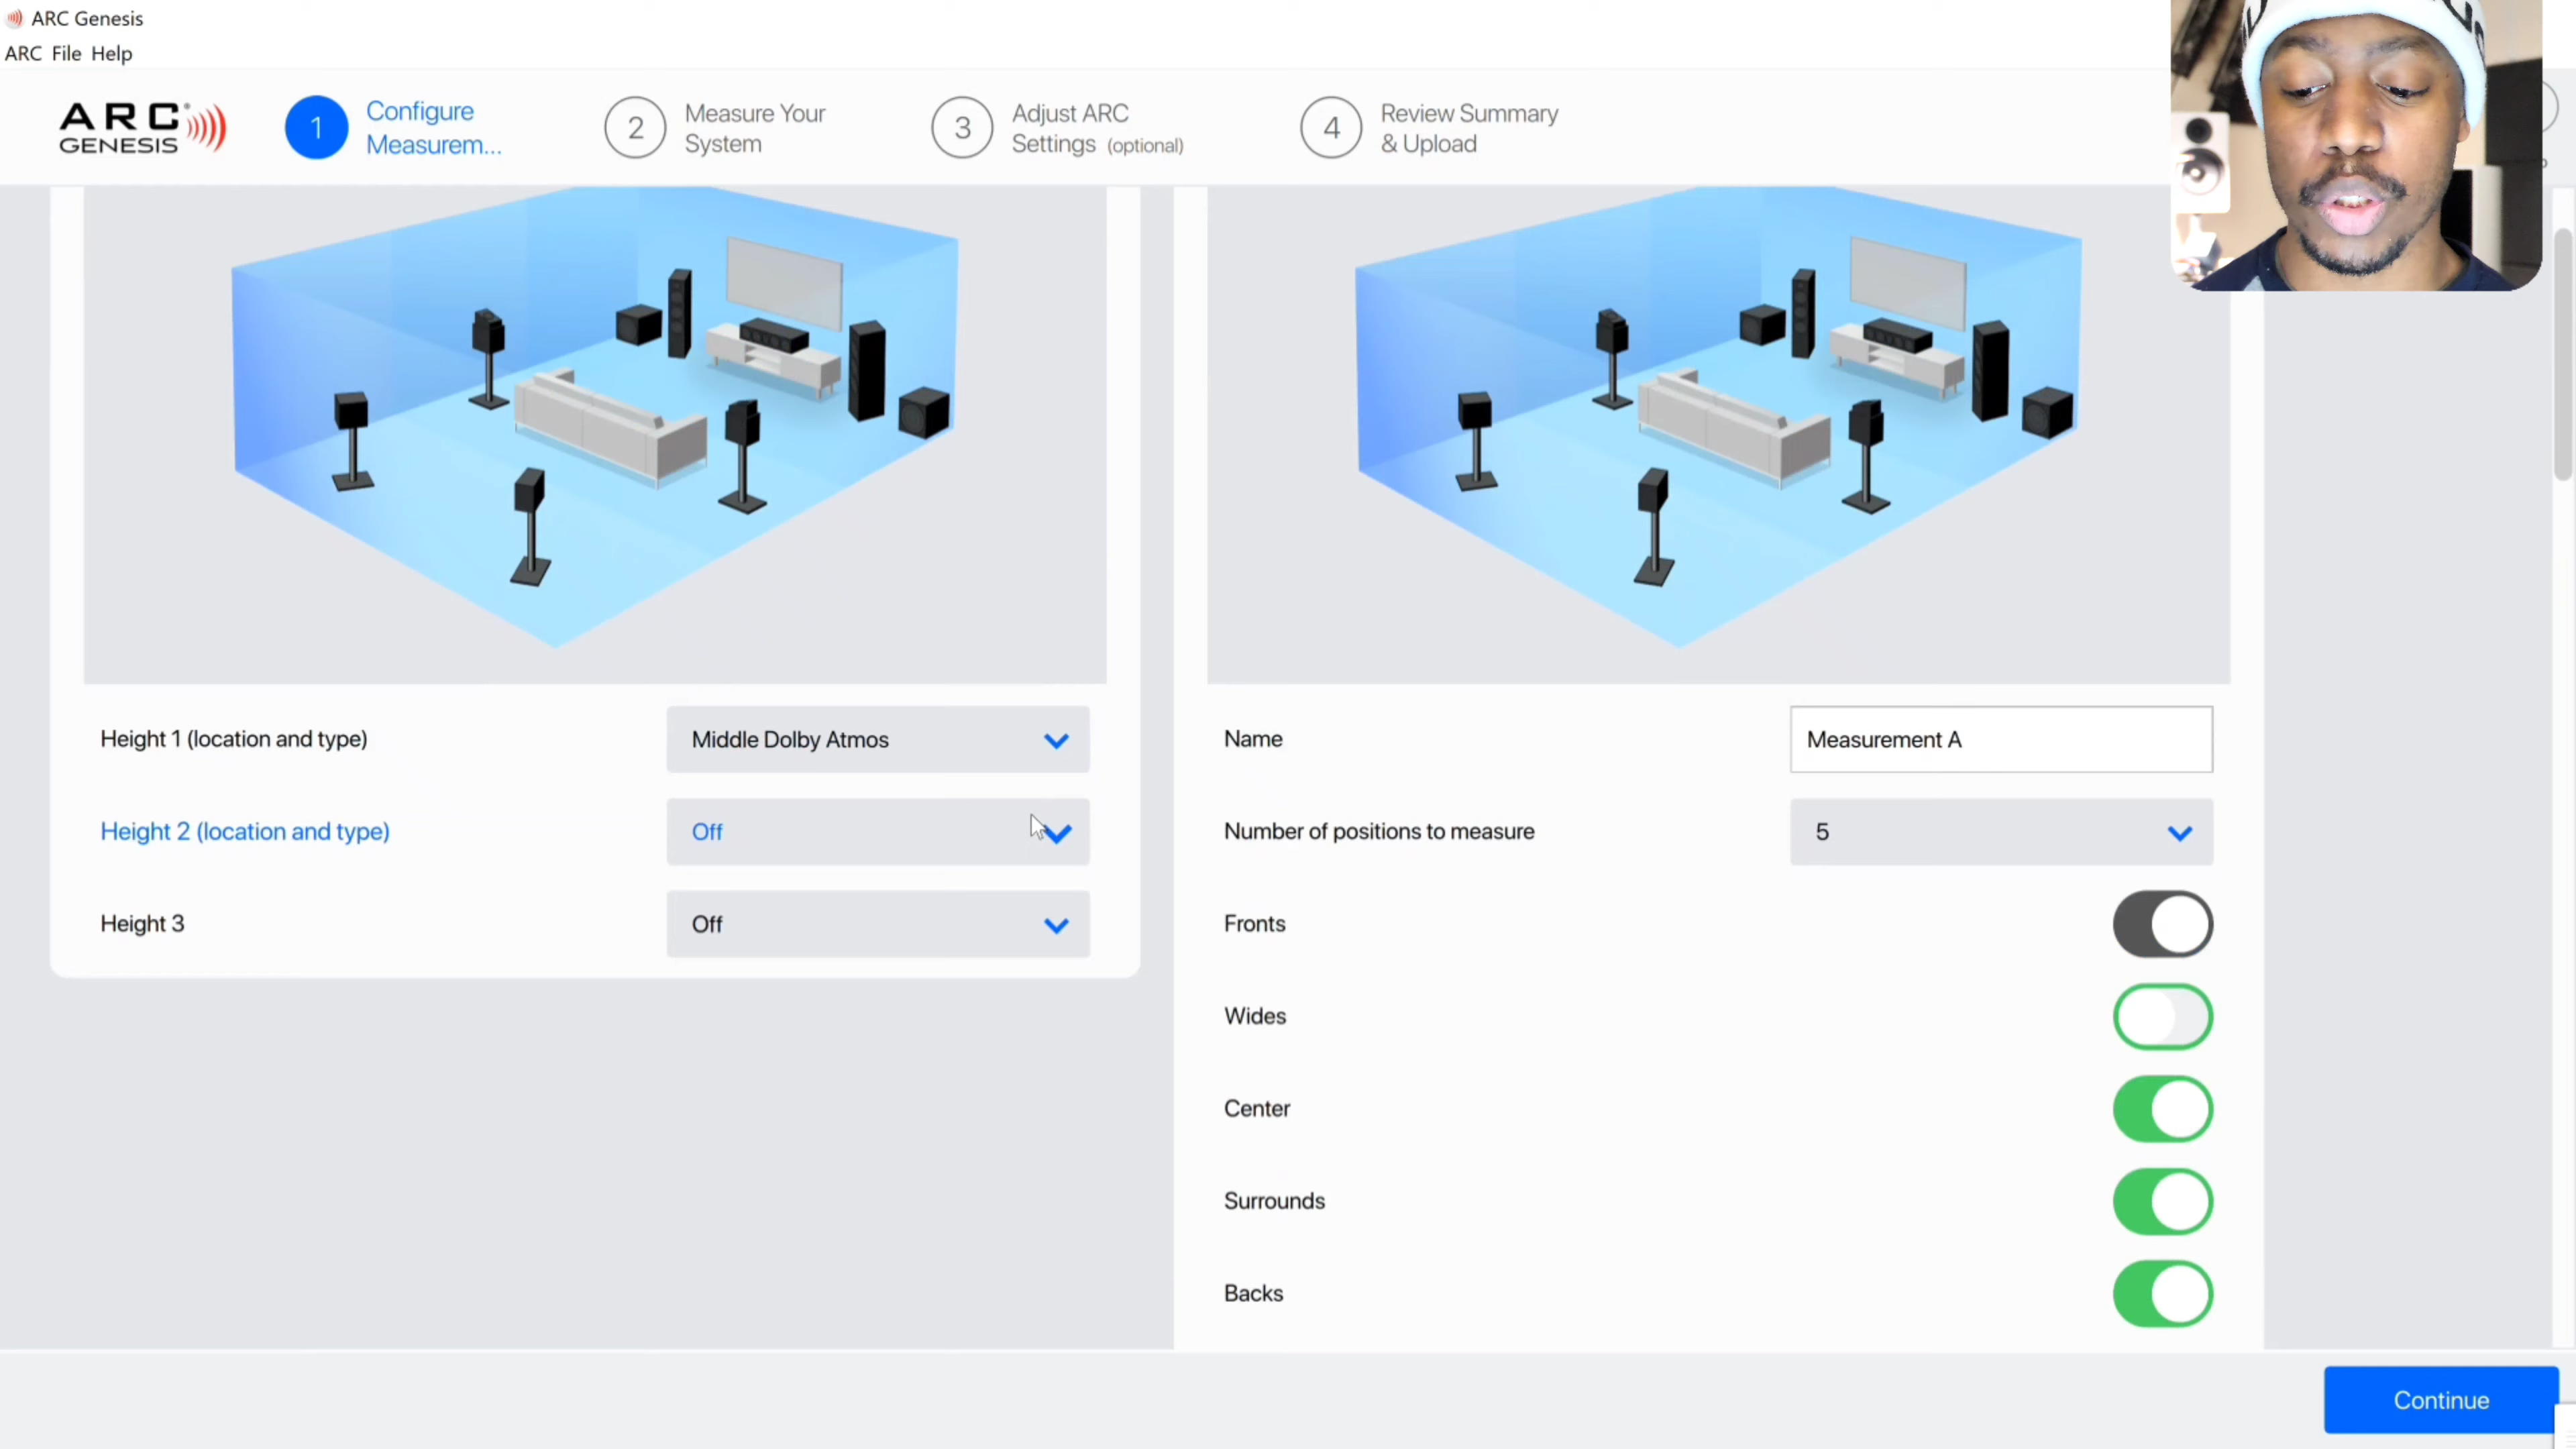 ARC Genesis
ARC File Help
ARC GENESIS
1 Configure Measurem...
2 Measure Your System
3 Adjust ARC Settings (optional)
4 Review Summary & Upload
Height 1 (location and type) Middle Dolby Atmos
Height 2 (location and type) Off
Height 3 Off
Name Measurement A
Number of positions to measure 5
Fronts
Wides
Center
Surrounds
Backs
Continue